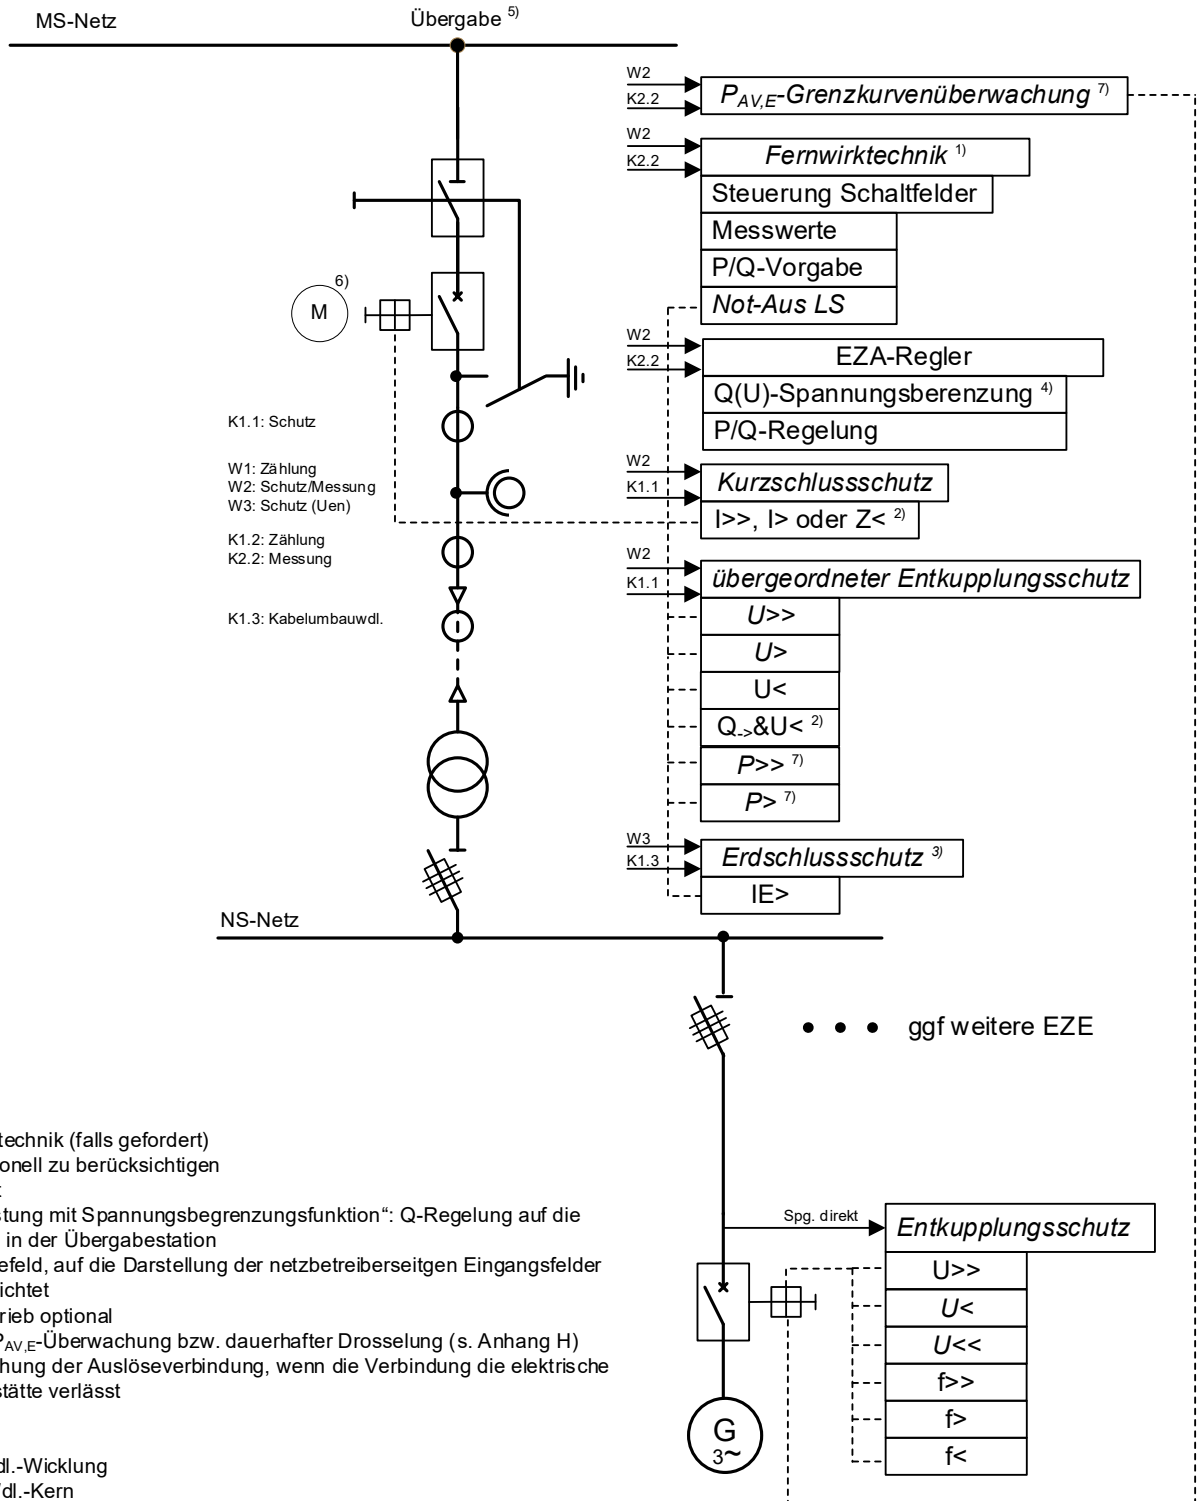 MS-Netz
Übergabe 5)
W2
K2.2
P_AV,E-Grenzkurvenüberwachung 7)
W2
K2.2
Fernwirktechnik 1)
Steuerung Schaltfelder
Messwerte
P/Q-Vorgabe
Not-Aus LS
M 6)
W2
K2.2
EZA-Regler
Q(U)-Spannungsberenzung 4)
P/Q-Regelung
K1.1: Schutz
W1: Zählung
W2: Schutz/Messung
W3: Schutz (Uen)
K1.2: Zählung
K2.2: Messung
K1.3: Kabelumbauwdl.
W2
K1.1
Kurzschlussschutz
I>>, I> oder Z< 2)
W2
K1.1
übergeordneter Entkupplungsschutz
U>>
U>
U<
Q->&U< 2)
P>> 7)
P> 7)
W3
K1.3
Erdschlussschutz 3)
IE>
NS-Netz
ggf weitere EZE
technik (falls gefordert)
onell zu berücksichtigen
stung mit Spannungsbegrenzungsfunktion“: Q-Regelung auf die
in der Übergabestation
efeld, auf die Darstellung der netzbetreiberseitgen Eingangsfelder
ichtet
rieb optional
P_AV,E-Überwachung bzw. dauerhafter Drosselung (s. Anhang H)
chung der Auslöseverbindung, wenn die Verbindung die elektrische
stätte verlässt
dl.-Wicklung
dl.-Kern
Spg. direkt
Entkupplungsschutz
U>>
U<
U<<
f>>
f>
f<
G
3~